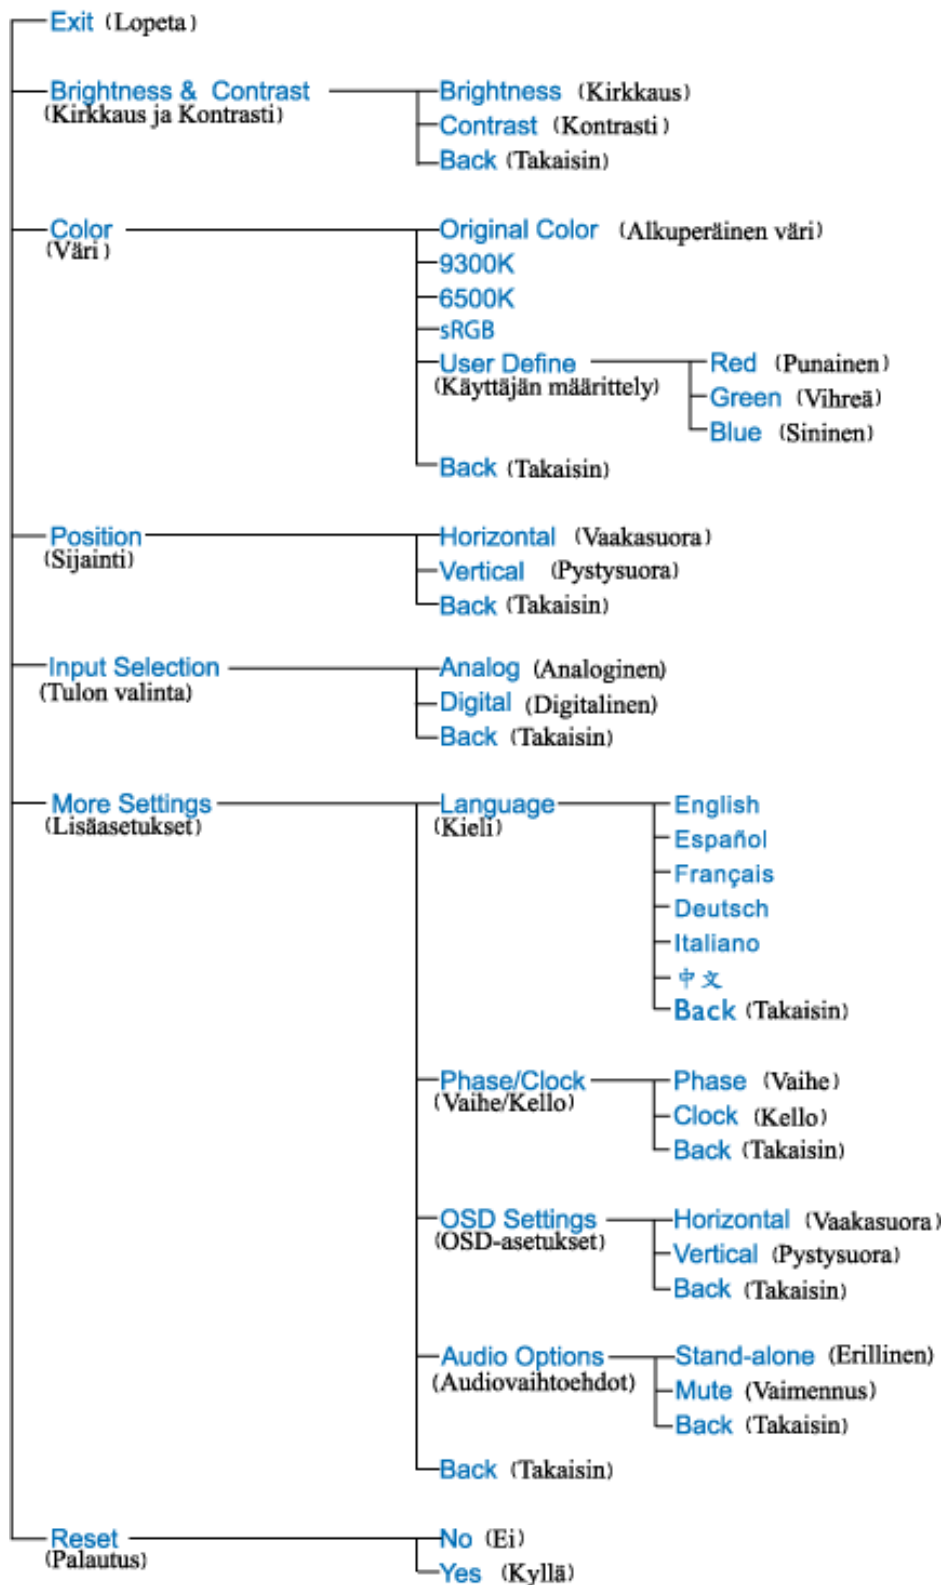 Exit (Lopeta)
Brightness & Contrast
(Kirkkaus ja Kontrasti)
Brightness (Kirkkaus)
Contrast (Kontrasti)
Back (Takaisin)
Color
(Väri )
Original Color (Alkuperäinen väri)
9300K
6500K
sRGB
User Define
(Käyttäjän määrittely)
Red (Punainen)
Green (Vihreä)
Blue (Sininen)
Back (Takaisin)
Position
(Sijainti)
Horizontal (Vaakasuora)
Vertical (Pystysuora)
Back (Takaisin)
Input Selection
(Tulon valinta)
Analog (Analoginen)
Digital (Digitalinen)
Back (Takaisin)
More Settings
(Lisäasetukset)
Language
(Kieli)
English
Español
Français
Deutsch
Italiano
中文
Back (Takaisin)
Phase/Clock
(Vaihe/Kello)
Phase (Vaihe)
Clock (Kello)
Back (Takaisin)
OSD Settings
(OSD-asetukset)
Horizontal (Vaakasuora)
Vertical (Pystysuora)
Back (Takaisin)
Audio Options
(Audiovaihtoehdot)
Stand-alone (Erillinen)
Mute (Vaimennus)
Back (Takaisin)
Back (Takaisin)
Reset
(Palautus)
No (Ei)
Yes (Kyllä)